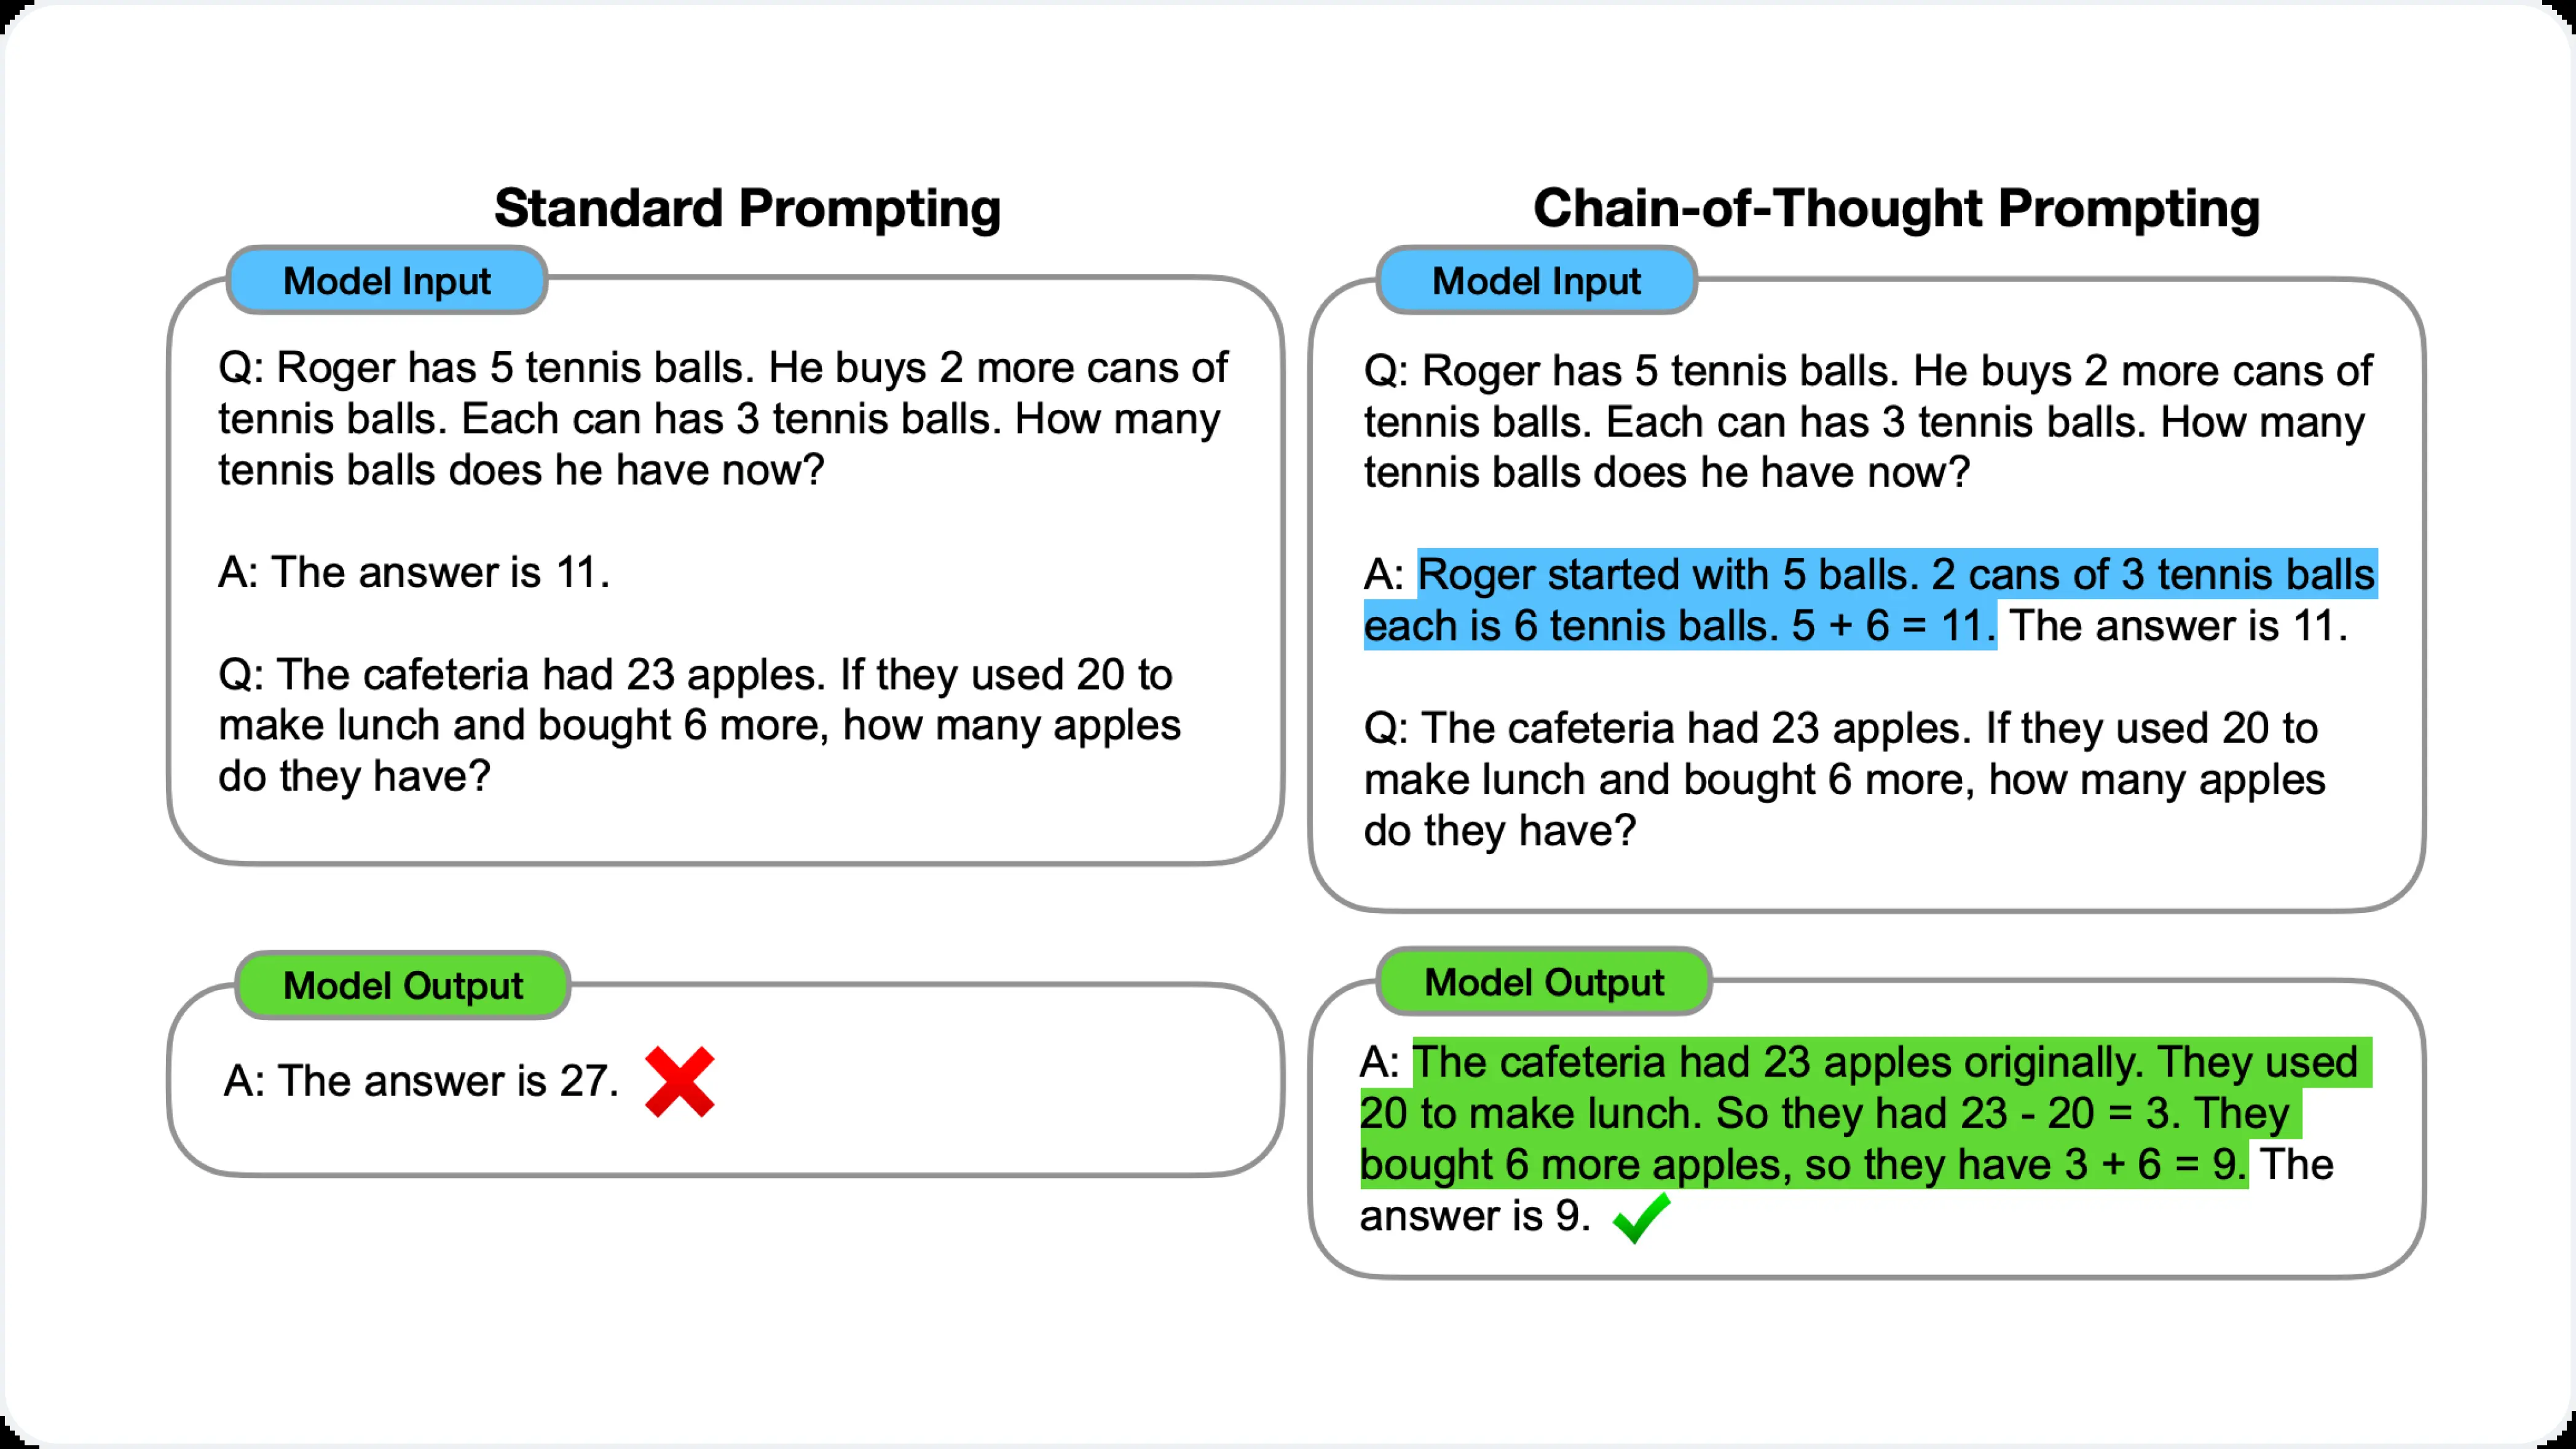 Standard Prompting
Model Input
Q: Roger has 5 tennis balls. He buys 2 more cans of
tennis balls. Each can has 3 tennis balls. How many
tennis balls does he have now?
A: The answer is 11.
Q: The cafeteria had 23 apples. If they used 20 to
make lunch and bought 6 more, how many apples
do they have?
Model Output
A: The answer is 27.
Chain-of-Thought Prompting
Model Input
Q: Roger has 5 tennis balls. He buys 2 more cans of
tennis balls. Each can has 3 tennis balls. How many
tennis balls does he have now?
A: Roger started with 5 balls. 2 cans of 3 tennis balls
each is 6 tennis balls. 5 + 6 = 11. The answer is 11.
Q: The cafeteria had 23 apples. If they used 20 to
make lunch and bought 6 more, how many apples
do they have?
Model Output
A: The cafeteria had 23 apples originally. They used
20 to make lunch. So they had 23 - 20 = 3. They
bought 6 more apples, so they have 3 + 6 = 9. The
answer is 9.